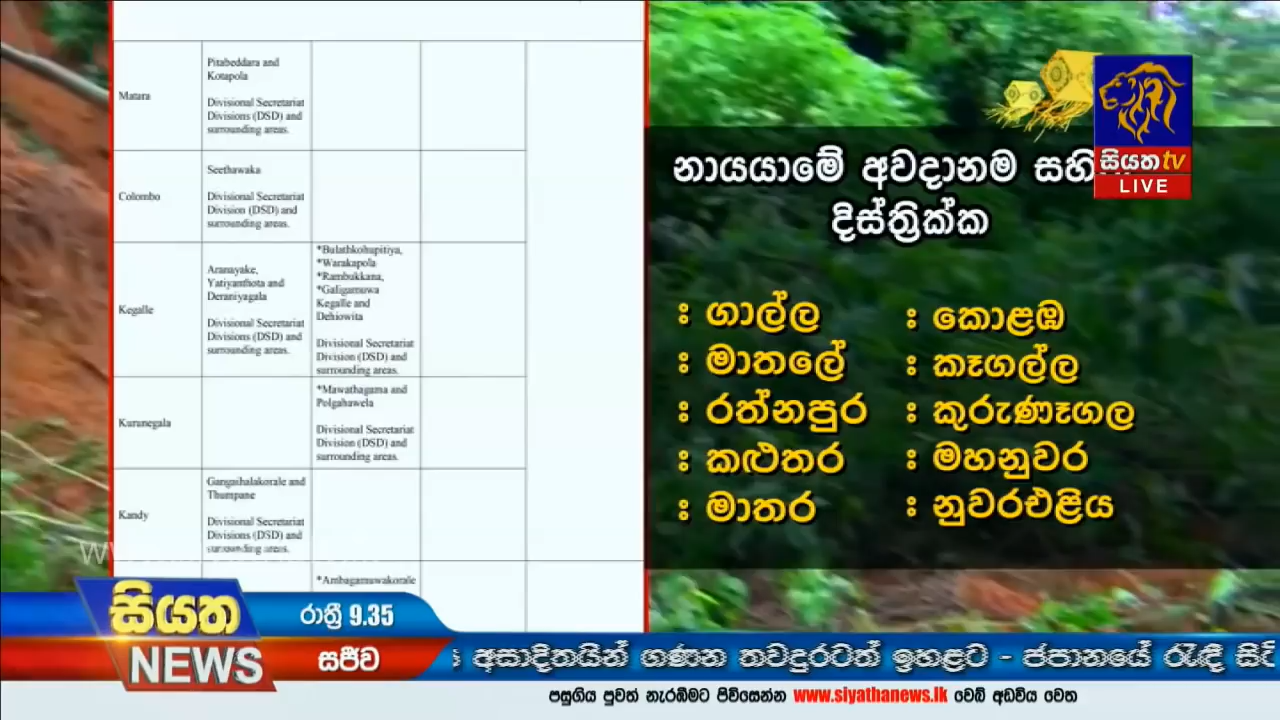 Matara
Pitabeddara and
Kotapola
Divisional Secretariat
Divisions (DSD) and
surrounding areas.
Colombo
Seethawaka
Divisional Secretariat
Division (DSD) and
surrounding areas.
Kegalle
Aranayake,
Yatiyanthota and
Deraniyagala
Divisional Secretariat
Divisions (DSD) and
surrounding areas.
*Bulathkohupitiya,
*Warakapola
*Rambukkana,
*Galigamuwa
Kegalle and
Dehiowita
Divisional Secretariat
Division (DSD) and
surrounding areas.
Kurunegala
*Mawathagama and
Polgahawela
Divisional Secretariat
Division (DSD) and
surrounding areas.
Kandy
Gangaihalakorale and
Thumpane
Divisional Secretariat
Divisions (DSD) and
surrounding areas.
*Ambagamuwakorale
නායයාමේ අවදානම
දිස්ත්‍රික්ක
: ගාල්ල
: මාතලේ
: රත්නපුර
: කළුතර
: මාතර
: කොළඹ
: කෑගල්ල
: කුරුණෑගල
: මහනුවර
: නුවරඑළිය
සියත tv
LIVE
සියත
NEWS
රාත්‍රී 9.35
සජීව
අසාදිතයින් ගණන තවදුරටත් ඉහළට - ජපානයේ රැඳී
පසුගිය පුවත් නැරඹීමට පිවිසෙන්න www.siyathanews.lk වෙබ් අඩවිය වෙත